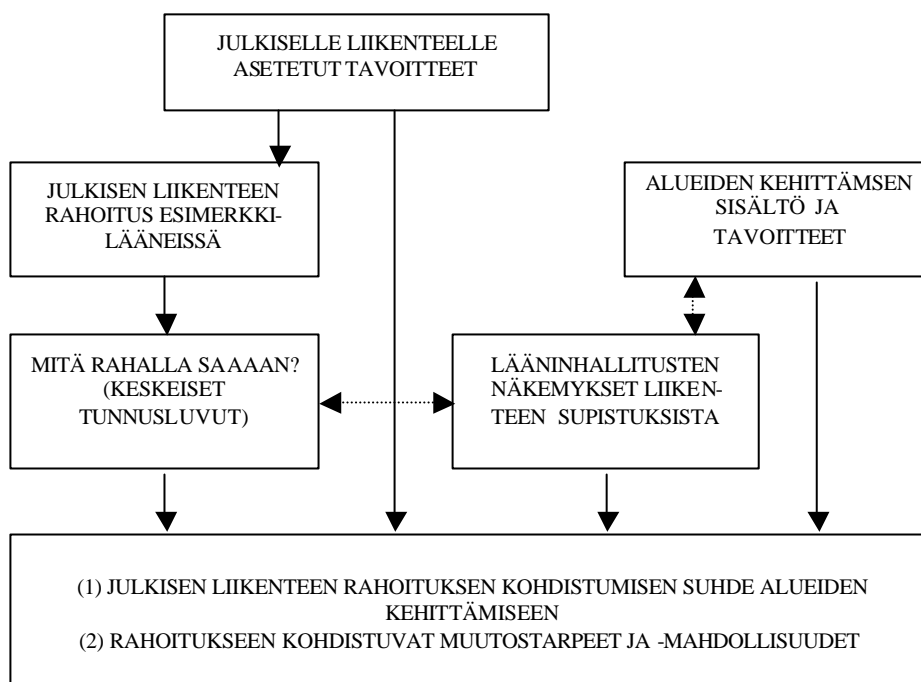 JULKISELLE LIIKENTEELLE
ASETETUT TAVOITTEET
JULKISEN LIIKENTEEN
RAHOITUS ESIMERKKI-
LÄÄNEISSÄ
ALUEIDEN KEHITTÄMSEN
SISÄLTÖ JA
TAVOITTEET
MITÄ RAHALLA SAAAAN?
(KESKEISET
TUNNUSLUVUT)
LÄÄNINHALLITUSTEN
NÄKEMYKSET LIIKEN-
TEEN SUPISTUKSISTA
(1) JULKISEN LIIKENTEEN RAHOITUKSEN KOHDISTUMISEN SUHDE ALUEIDEN
KEHITTÄMISEEN
(2) RAHOITUKSEEN KOHDISTUVAT MUUTOSTARPEET JA -MAHDOLLISUUDET